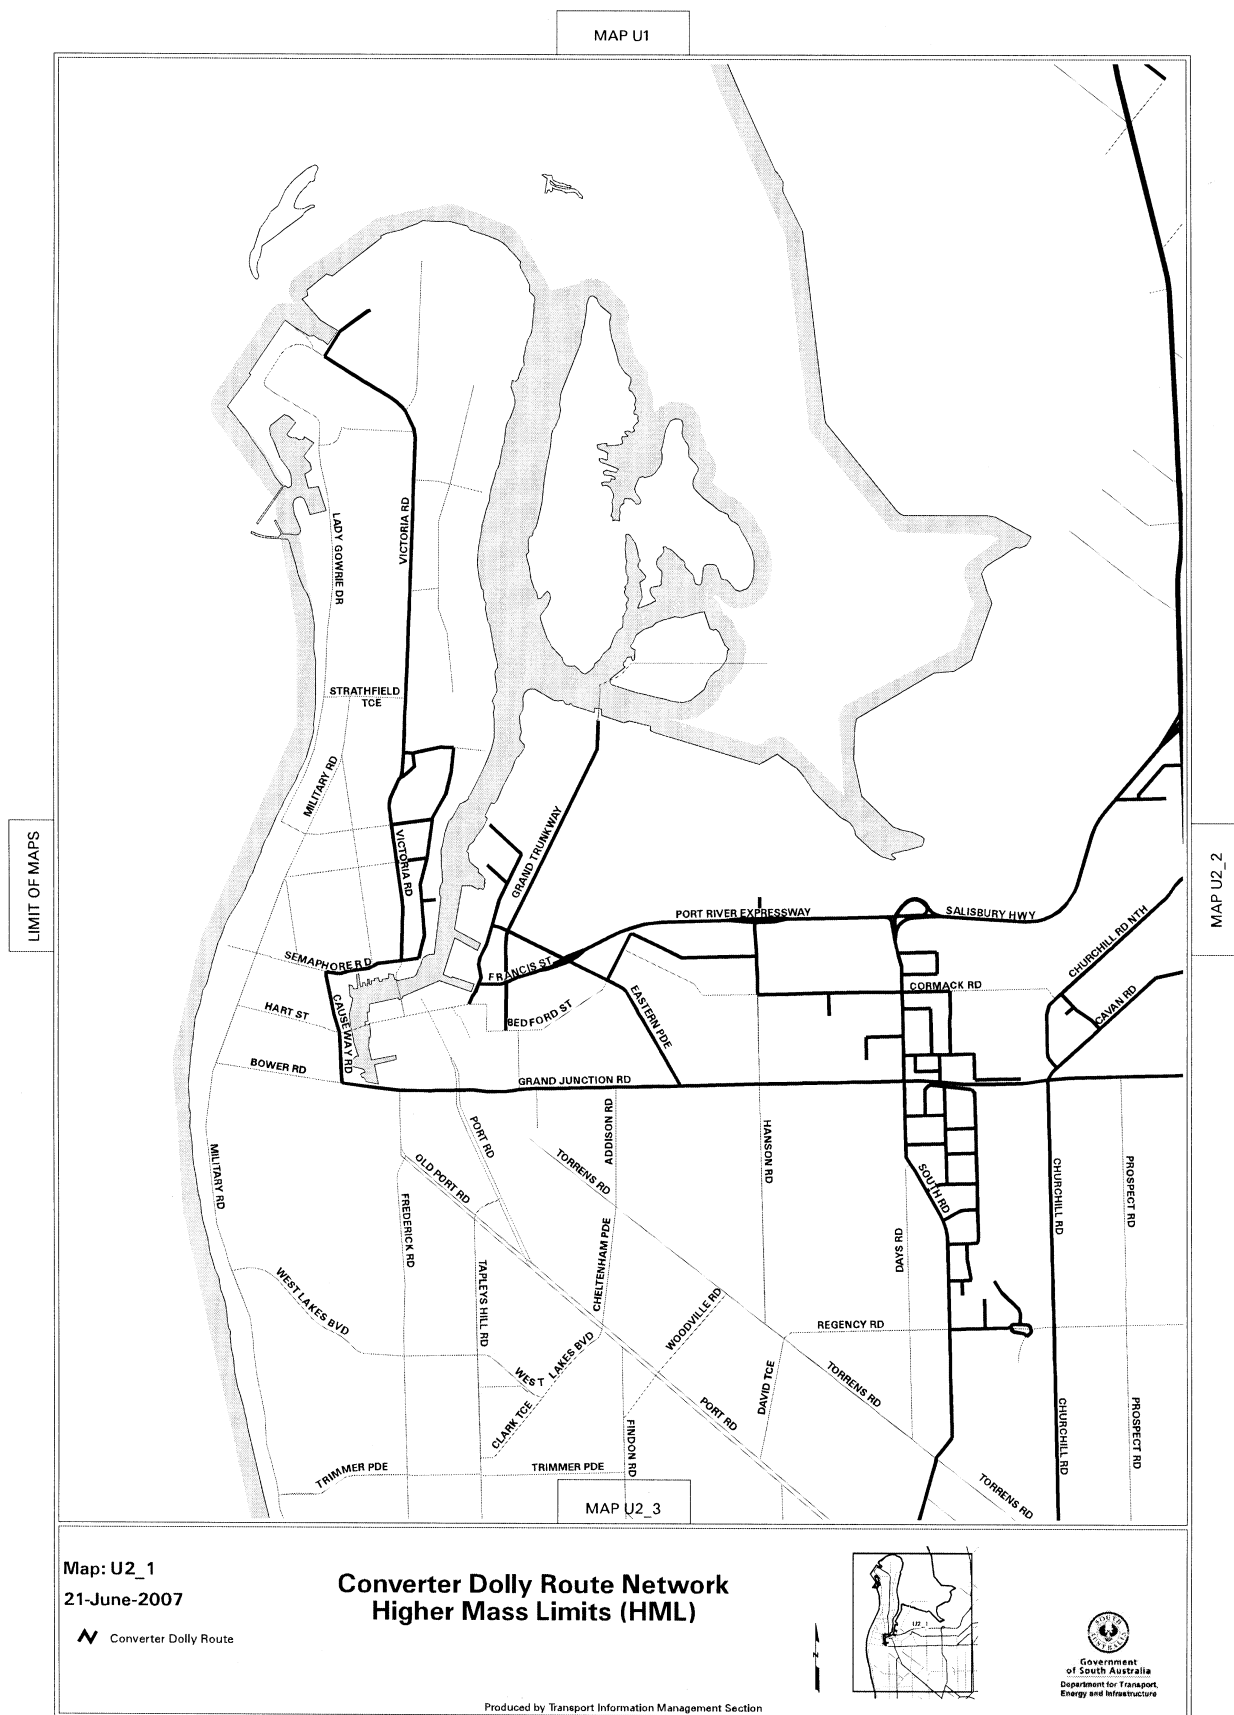 MAP U1
LADY GOWRIE DR
VICTORIA RD
STRATHFIELD
TCE
MILITARY RD
GRAND TRUNKWAY
VICTORIA RD
LIMIT OF MAPS
MAP U2_2
PORT RIVER EXPRESSWAY
SALISBURY HWY
CHURCHILL RD NTH
SEMAPHORE RD
FRANCIS ST
CORMACK RD
CAVAN RD
HART ST
CAUSEWAY RD
BEDFORD ST
EASTERN PDE
BOWER RD
GRAND JUNCTION RD
MILITARY RD
PORT RD
ADDISON RD
HANSON RD
OLD PORT RD
TORRENS RD
SOUTH RD
CHURCHILL RD
PROSPECT RD
FREDERICK RD
CHELTENHAM PDE
DAYS RD
TAPLEYS HILL RD
WEST LAKES BVD
WOODVILLE RD
REGENCY RD
WEST
LAKES BVD
DAVID TCE
TORRENS RD
CLARK TCE
PORT RD
FINDON RD
CHURCHILL RD
PROSPECT RD
TRIMMER PDE
TRIMMER PDE
TORRENS RD
MAP U2_3
Map: U2_1
21-June-2007
Converter Dolly Route
Converter Dolly Route Network
Higher Mass Limits (HML)
N
U2_1
SOUTH
AUSTRALIA
Government
of South Australia
Department for Transport,
Energy and Infrastructure
Produced by Transport Information Management Section